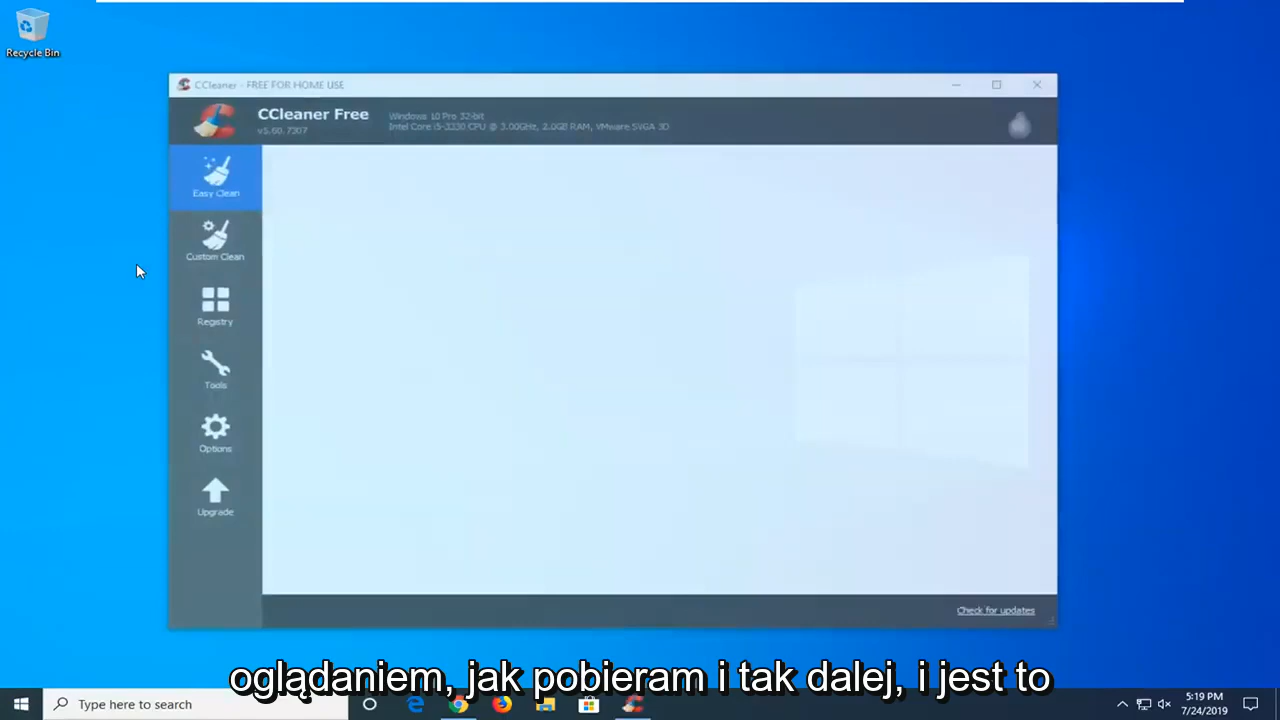 Recycle Bin
CCleaner - FREE FOR HOME USE
CCleaner Free
v5.60.7307
Windows 10 Pro 32-bit
Intel Core i5-3330 CPU @ 3.00GHz, 2.0GB RAM, VMware SVGA 3D
Easy Clean
Custom Clean
Registry
Tools
Options
Upgrade
Check for updates
oglądaniem, jak pobieram i tak dalej, i jest to
Type here to search
5:19 PM
7/24/2019